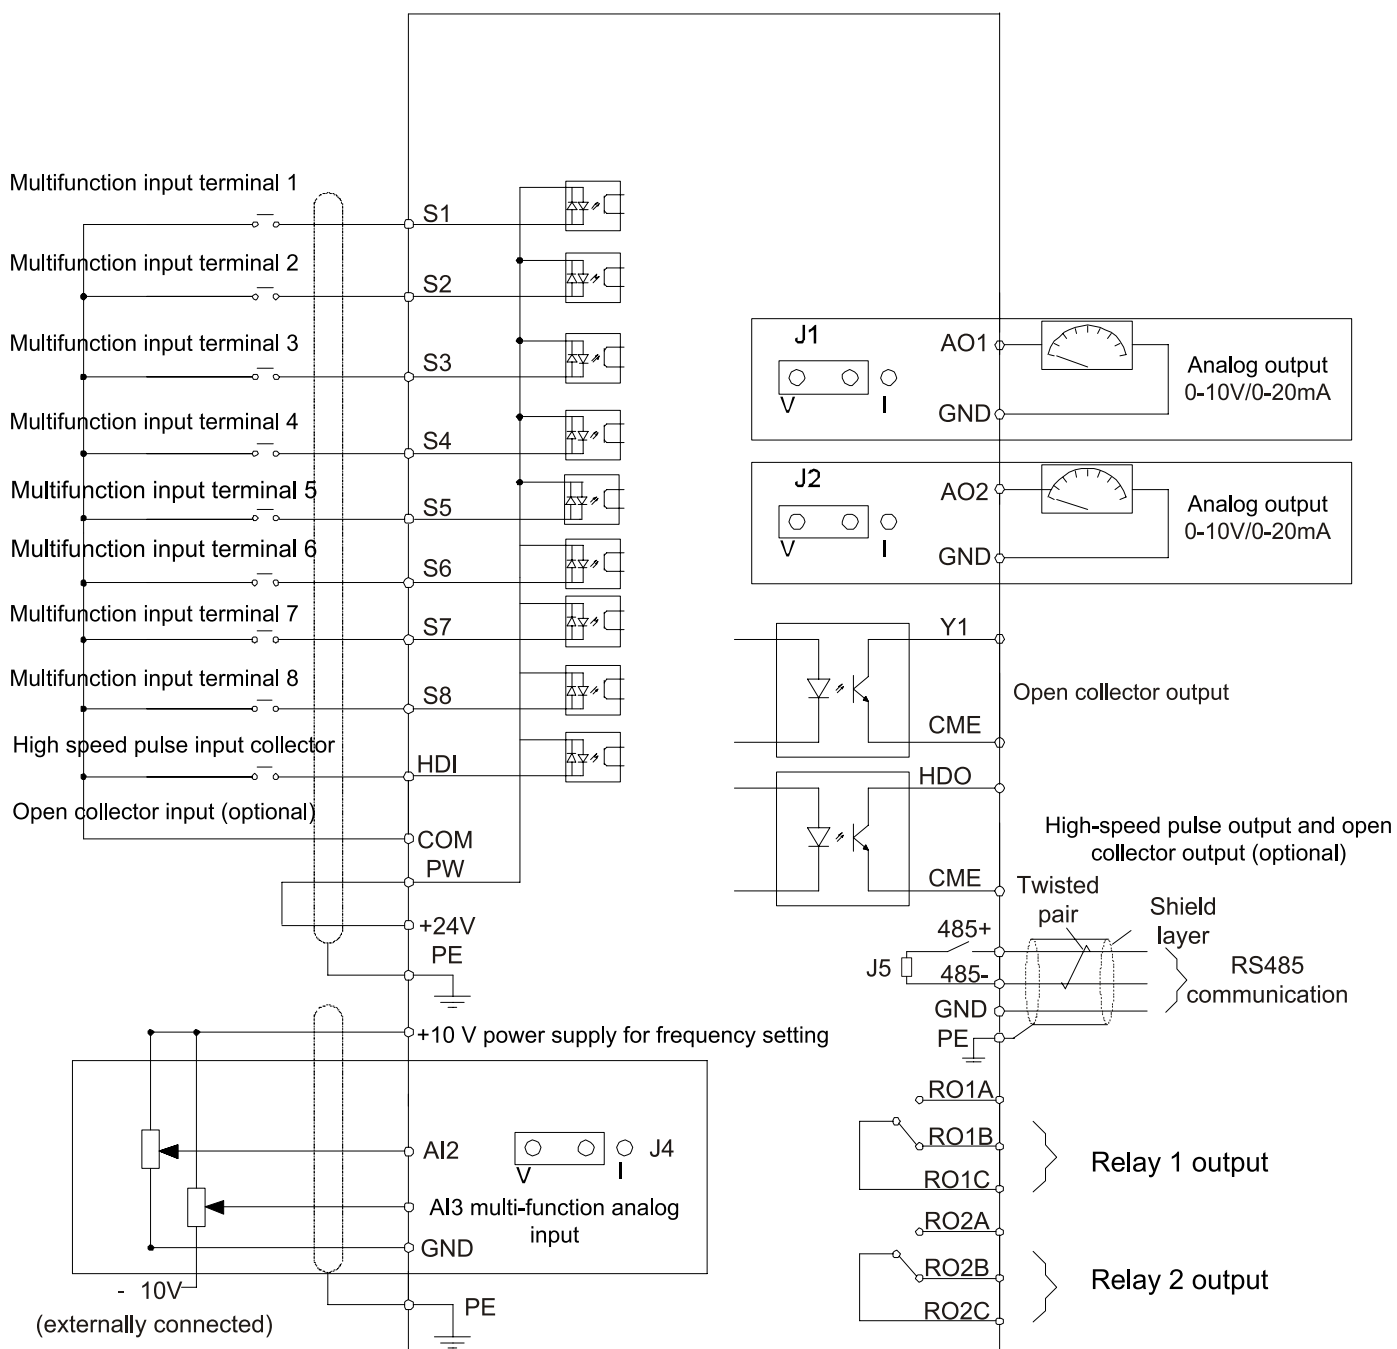 Multifunction input terminal 1
S1
Multifunction input terminal 2
S2
Multifunction input terminal 3
S3
Multifunction input terminal 4
S4
Multifunction input terminal 5
S5
Multifunction input terminal 6
S6
Multifunction input terminal 7
S7
Multifunction input terminal 8
S8
High speed pulse input collector
HDI
Open collector input (optional)
COM
PW
+24V
PE
+10 V power supply for frequency setting
AI2
V
I
J4
AI3 multi-function analog
input
GND
- 10V
(externally connected)
PE
J1
V
I
AO1
GND
Analog output
0-10V/0-20mA
J2
V
I
AO2
GND
Analog output
0-10V/0-20mA
Y1
Open collector output
CME
HDO
High-speed pulse output and open
collector output (optional)
CME
Twisted
pair
Shield
layer
485+
J5
485-
RS485
communication
GND
PE
RO1A
RO1B
Relay 1 output
RO1C
RO2A
RO2B
Relay 2 output
RO2C